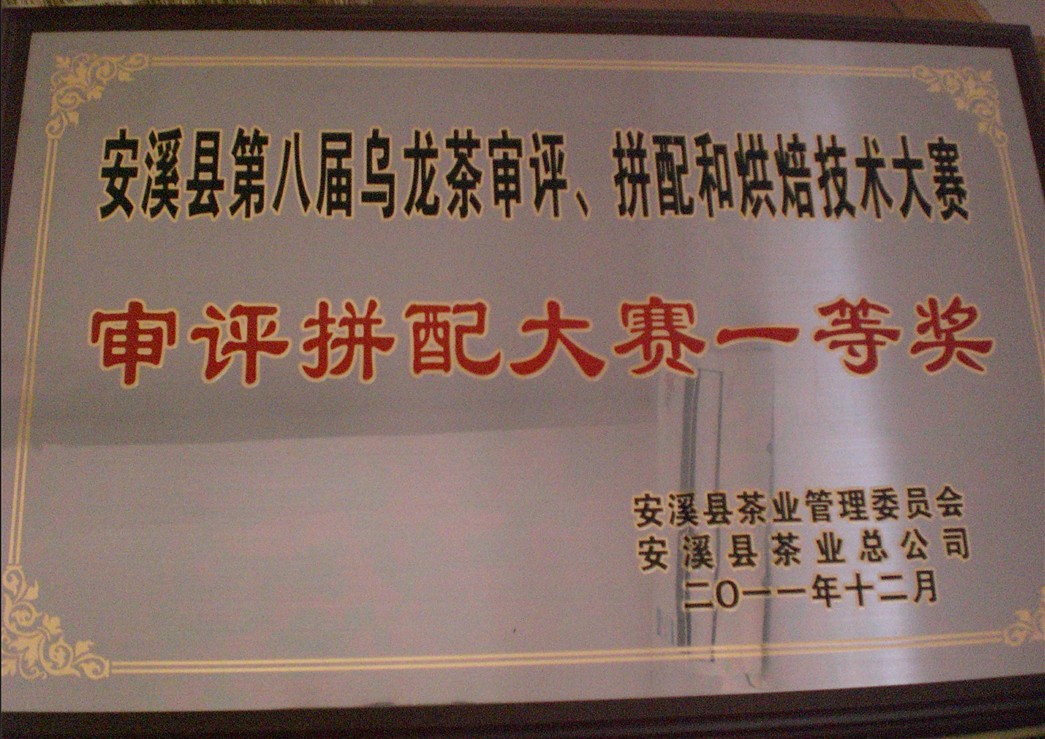 安溪县第八届乌龙茶审评、拼配和烘焙技术大赛
审评拼配大赛一等奖
安溪县茶业管理委员会
安溪县茶业总公司
二〇一一年十二月